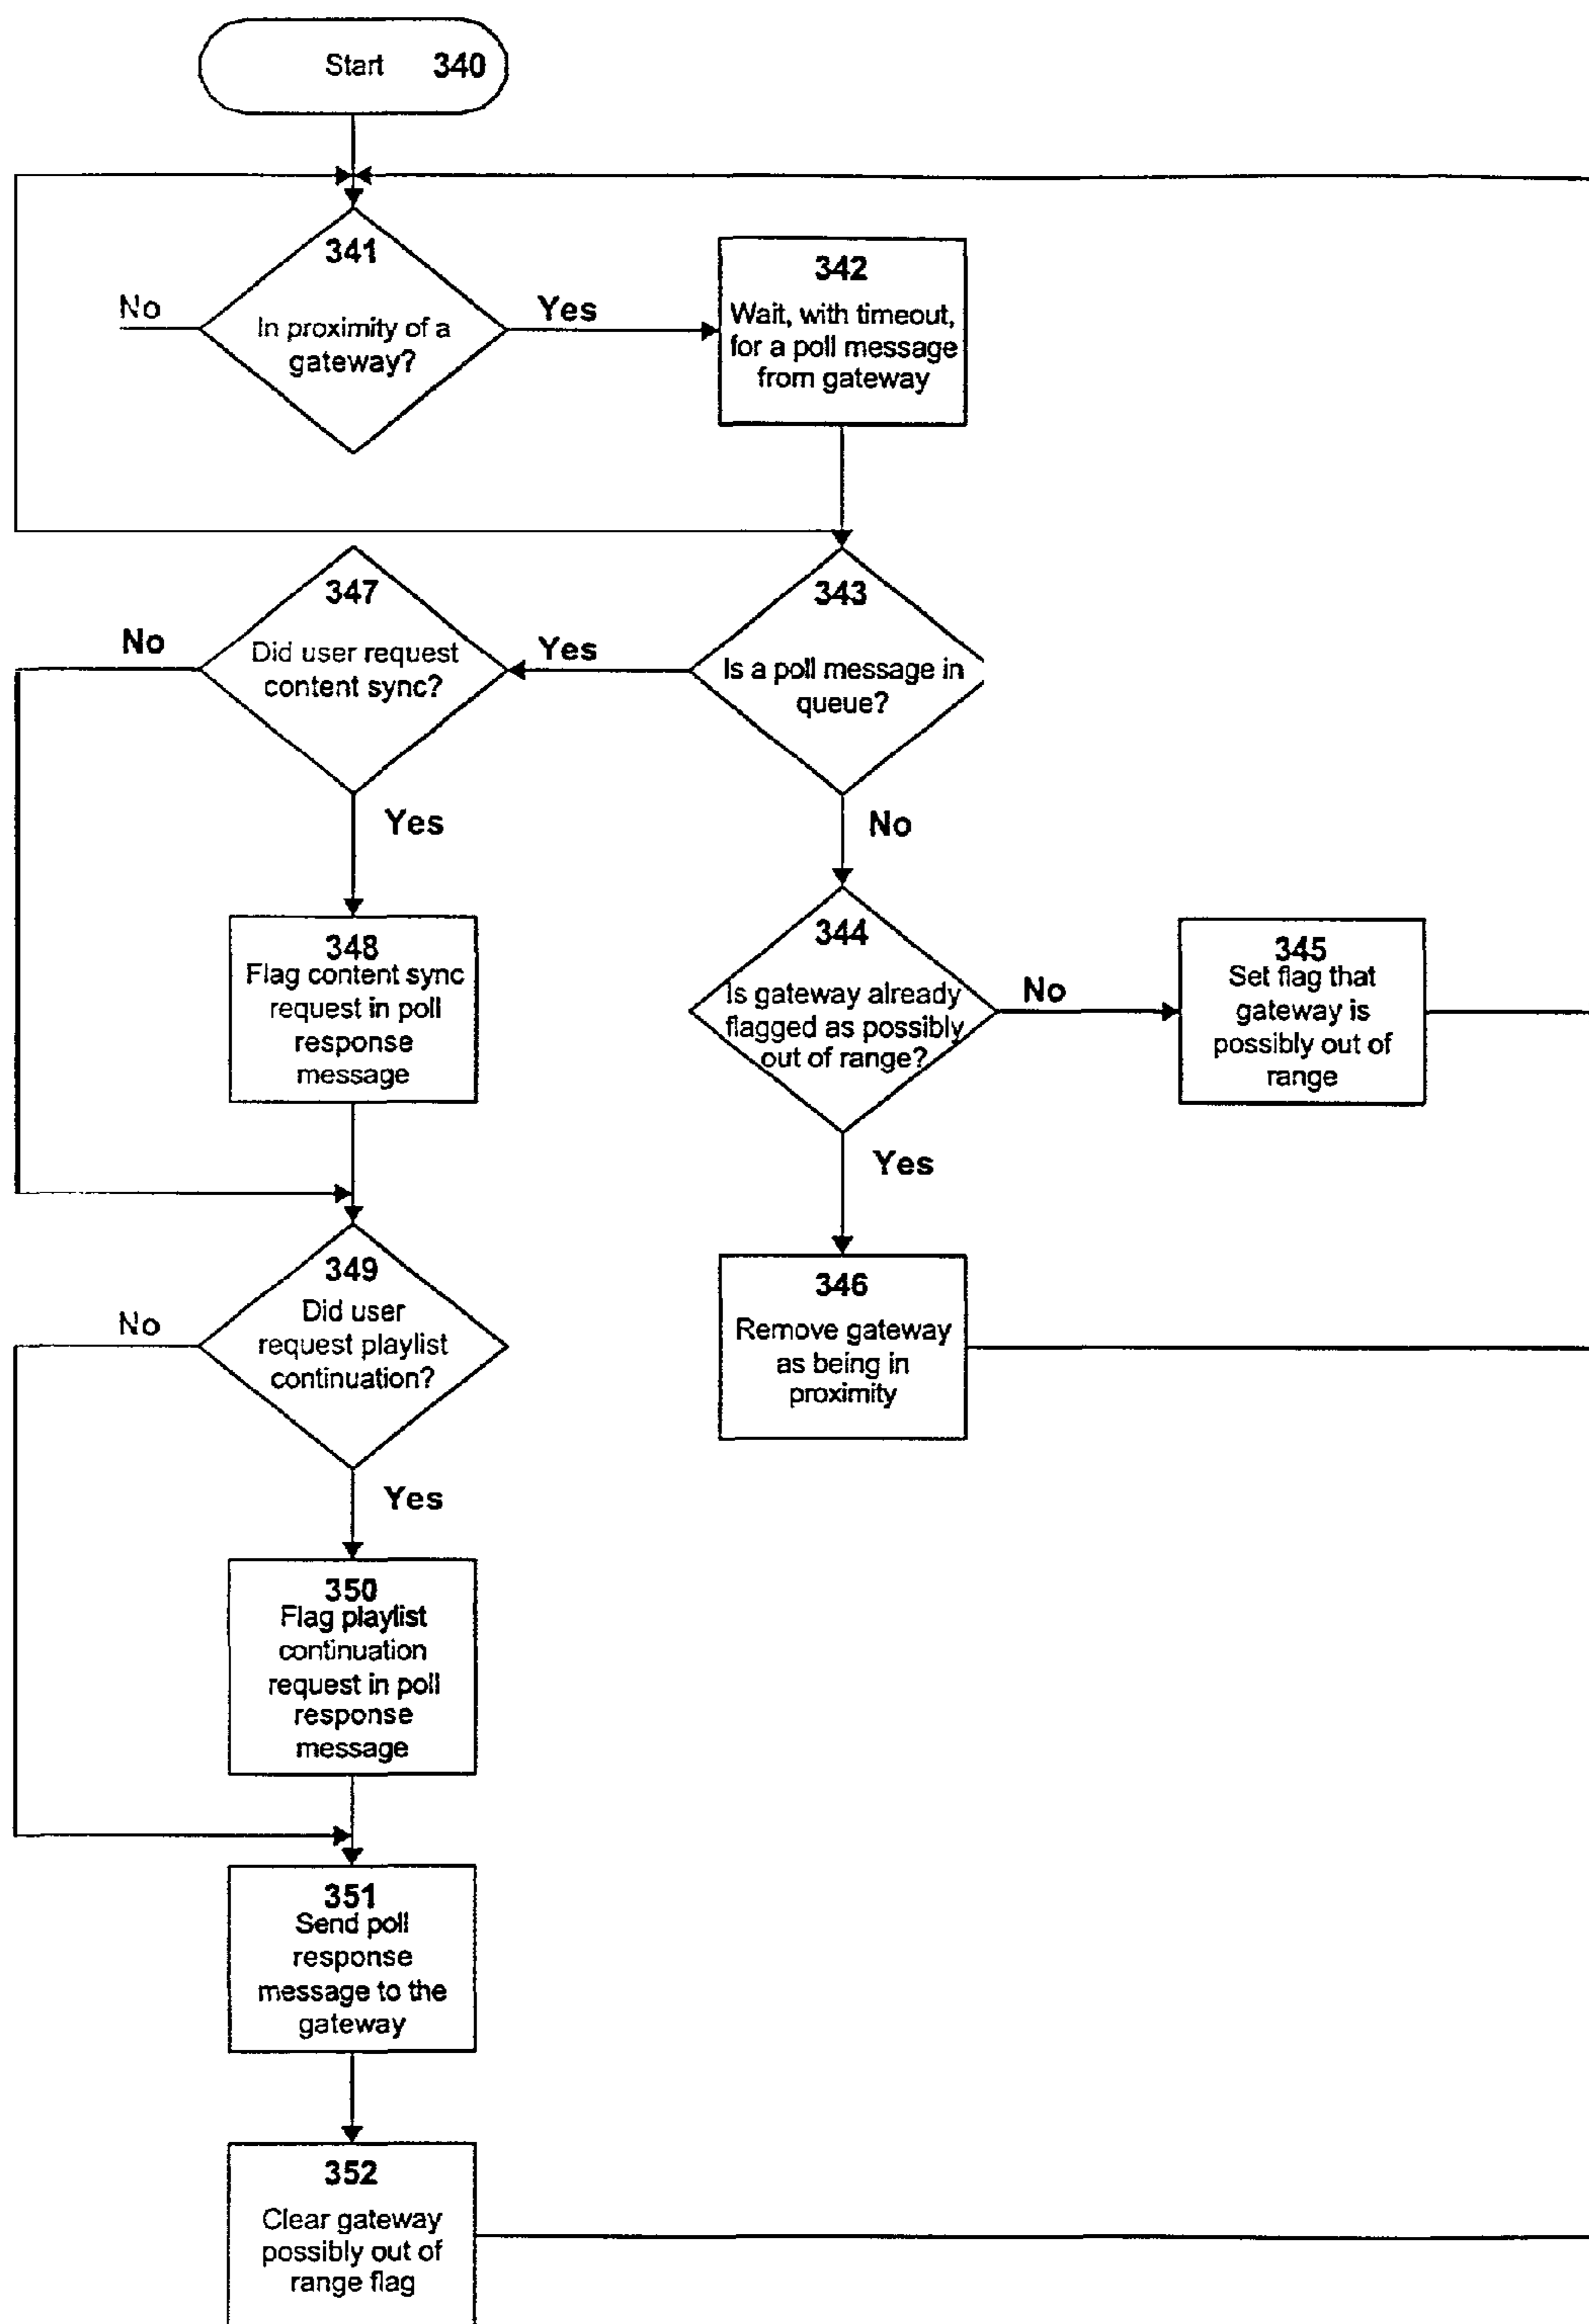 Start 340
341
In proximity of a
gateway?
No
Yes
342
Wait, with timeout,
for a poll message
from gateway
343
Is a poll message in
queue?
Yes
No
347
Did user request
content sync?
No
Yes
348
Flag content sync
request in poll
response
message
344
Is gateway already
flagged as possibly
out of range?
No
Yes
345
Set flag that
gateway is
possibly out of
range
346
Remove gateway
as being in
proximity
349
Did user
request playlist
continuation?
No
Yes
350
Flag playlist
continuation
request in poll
response
message
351
Send poll
response
message to the
gateway
352
Clear gateway
possibly out of
range flag